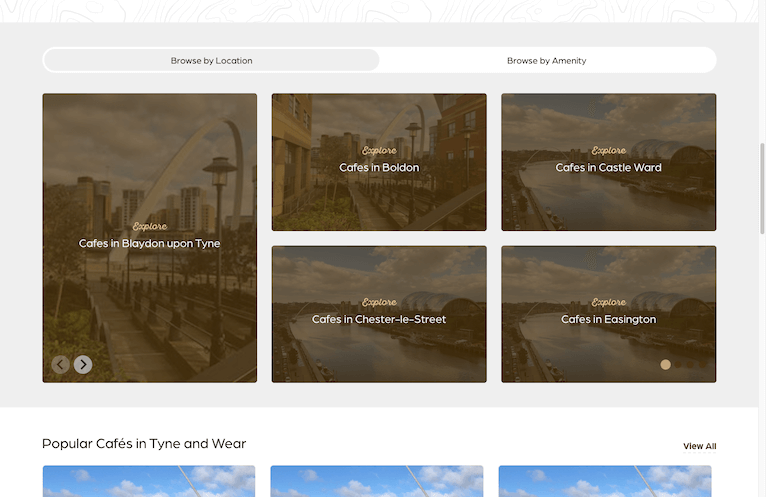 Browse by Location
Browse by Amenity
Explore
Cafes in Blaydon upon Tyne
Explore
Cafes in Boldon
Explore
Cafes in Castle Ward
Explore
Cafes in Chester-le-Street
Explore
Cafes in Easington
Popular Cafés in Tyne and Wear
View All